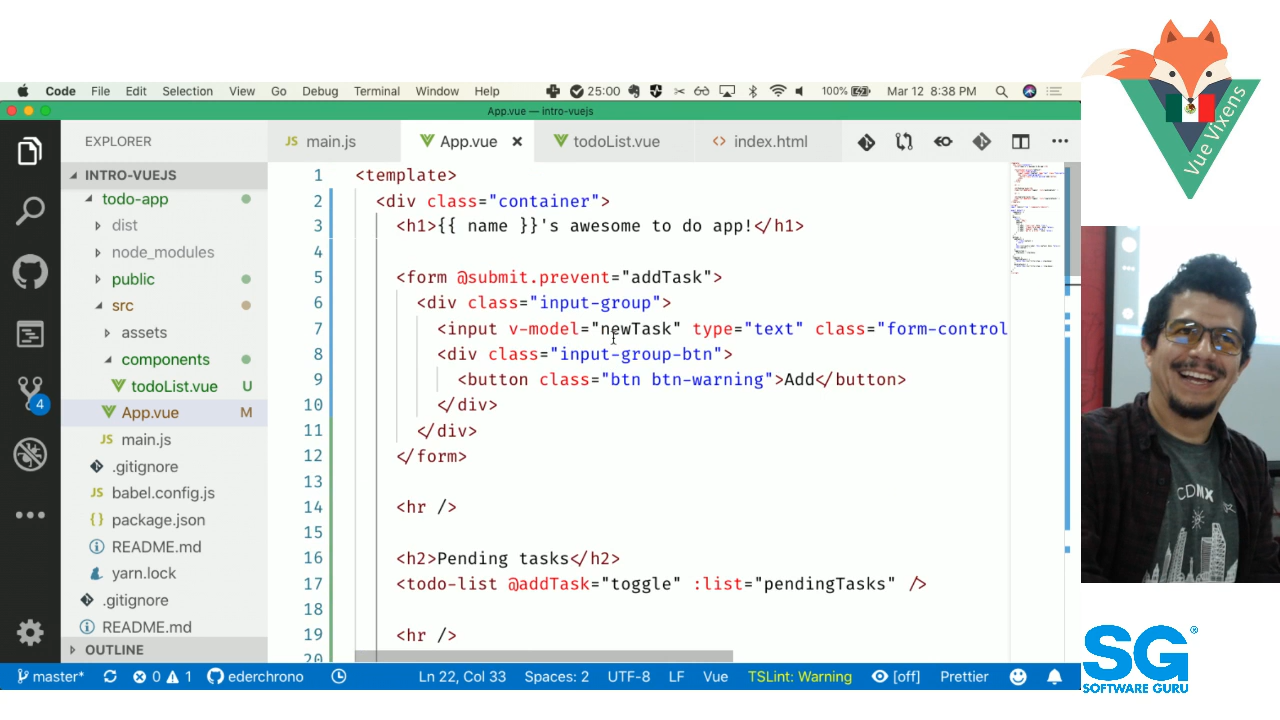 Code File Edit Selection View Go Debug Terminal Window Help 25:00 100% Mar 12 8:38 PM
App.vue — intro-vuejs
EXPLORER
INTRO-VUEJS
todo-app
dist
node_modules
public
src
assets
components
todoList.vue U
App.vue M
JS main.js
.gitignore
JS babel.config.js
{} package.json
README.md
yarn.lock
.gitignore
README.md
OUTLINE
4
JS main.js App.vue × todoList.vue <> index.html
1 <template>
2 <div class="container">
3 <h1>{{ name }}'s awesome to do app!</h1>
4
5 <form @submit.prevent="addTask">
6 <div class="input-group">
7 <input v-model="newTask" type="text" class="form-control
8 <div class="input-group-btn">
9 <button class="btn btn-warning">Add</button>
10 </div>
11 </div>
12 </form>
13
14 <hr />
15
16 <h2>Pending tasks</h2>
17 <todo-list @addTask="toggle" :list="pendingTasks" />
18
19 <hr />
20
master* 0 1 ederchrono Ln 22, Col 33 Spaces: 2 UTF-8 LF Vue TSLint: Warning [off] Prettier
Vue Vixens
CDMX
SG®
SOFTWARE GURU